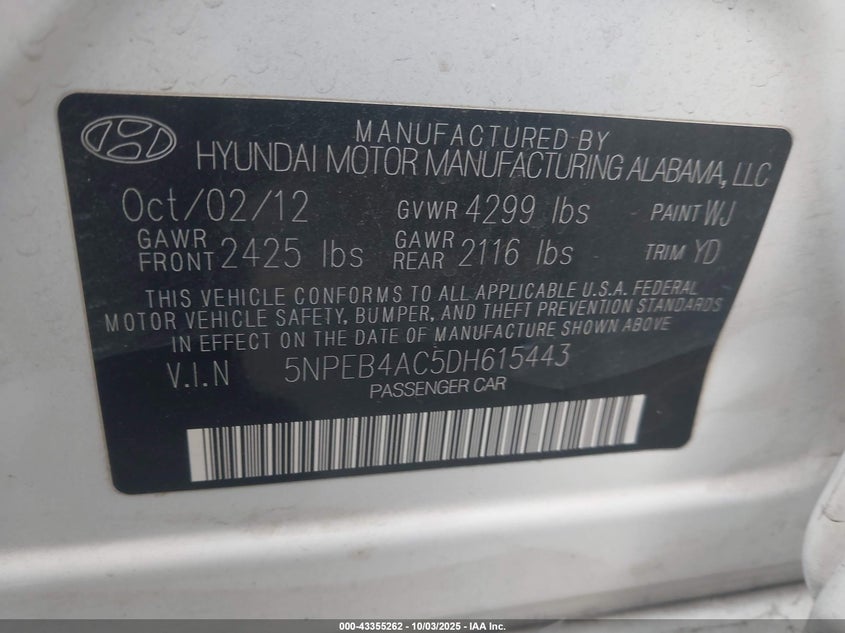 MANUFACTURED BY
HYUNDAI MOTOR MANUFACTURING ALABAMA, LLC
Oct/02/12 GVWR 4299 lbs PAINT WJ
GAWR FRONT 2425 lbs GAWR REAR 2116 lbs TRIM YD
THIS VEHICLE CONFORMS TO ALL APPLICABLE U.S.A. FEDERAL
MOTOR VEHICLE SAFETY, BUMPER, AND THEFT PREVENTION STANDARDS
IN EFFECT ON THE DATE OF MANUFACTURE SHOWN ABOVE
V.I.N 5NPEB4AC5DH615443
PASSENGER CAR
000-43355262 - 10/03/2025 - IAA Inc.